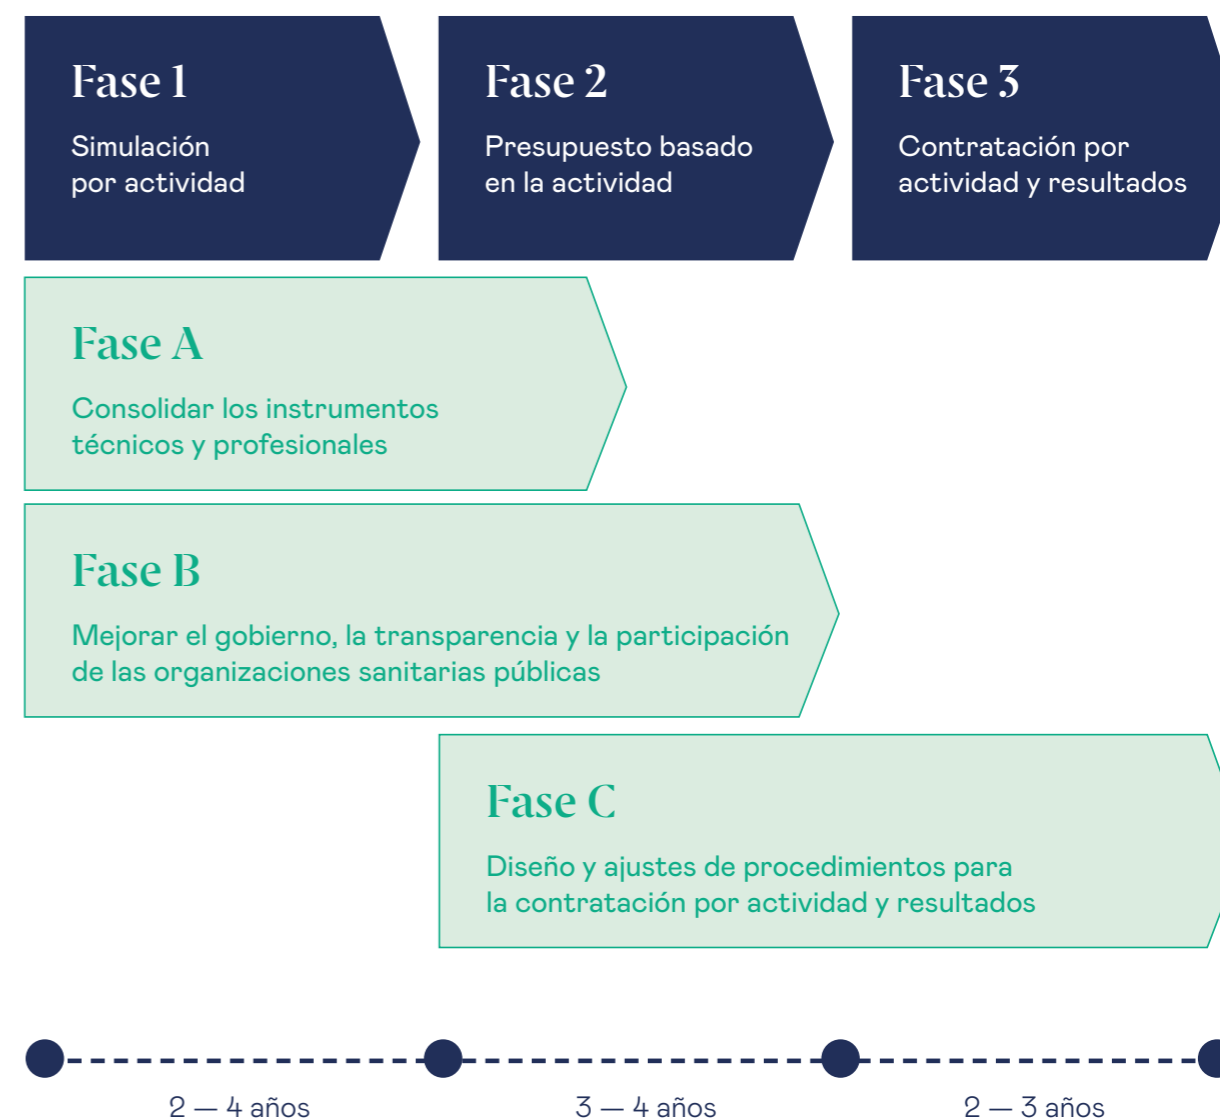 Fase 1
Simulación
por actividad
Fase 2
Presupuesto basado
en la actividad
Fase 3
Contratación por
actividad y resultados
Fase A
Consolidar los instrumentos
técnicos y profesionales
Fase B
Mejorar el gobierno, la transparencia y la participación
de las organizaciones sanitarias públicas
Fase C
Diseño y ajustes de procedimientos para
la contratación por actividad y resultados
2 — 4 años
3 — 4 años
2 — 3 años